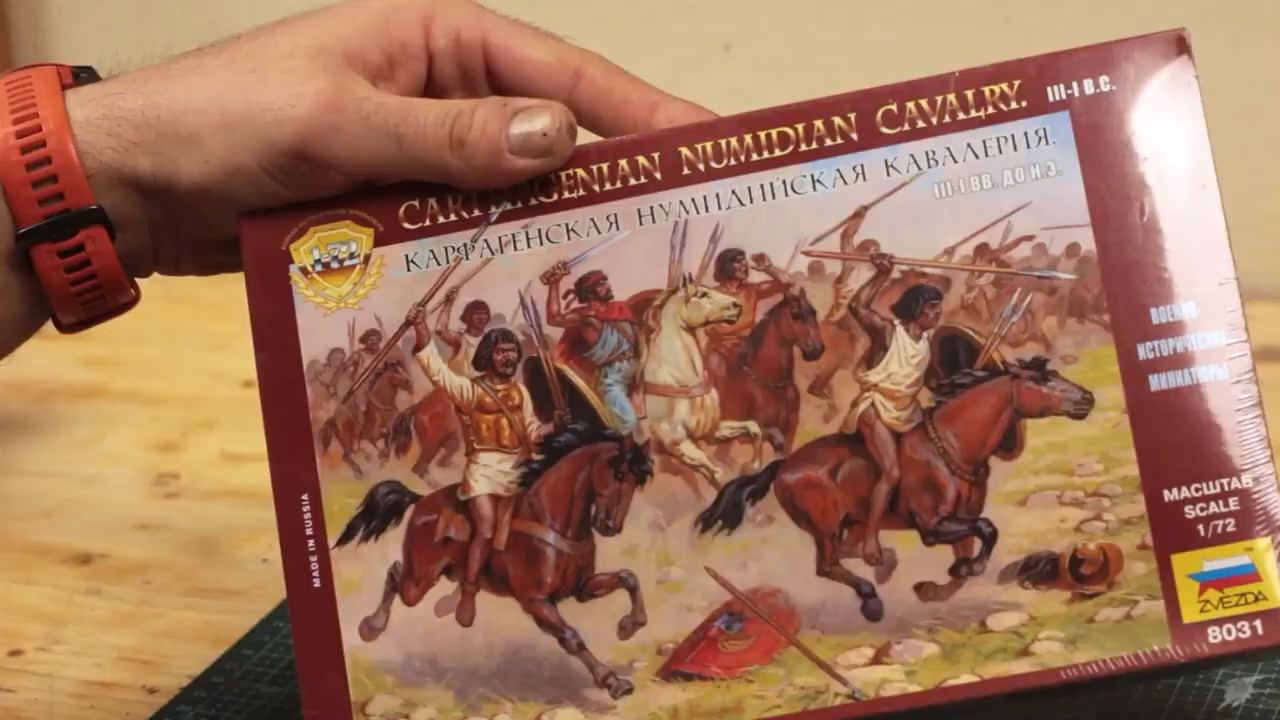 CARTHAGENIAN NUMIDIAN CAVALRY. III-I B.C.
КАРФАГЕНСКАЯ НУМИДИЙСКАЯ КАВАЛЕРИЯ.
III-I ВВ. ДО Н.Э.
1-72
ВОЕННО
ИСТОРИЧЕСКИЕ
МИНИАТЮРЫ
MADE IN RUSSIA
МАСШТАБ
SCALE
1/72
ZVEZDA
8031